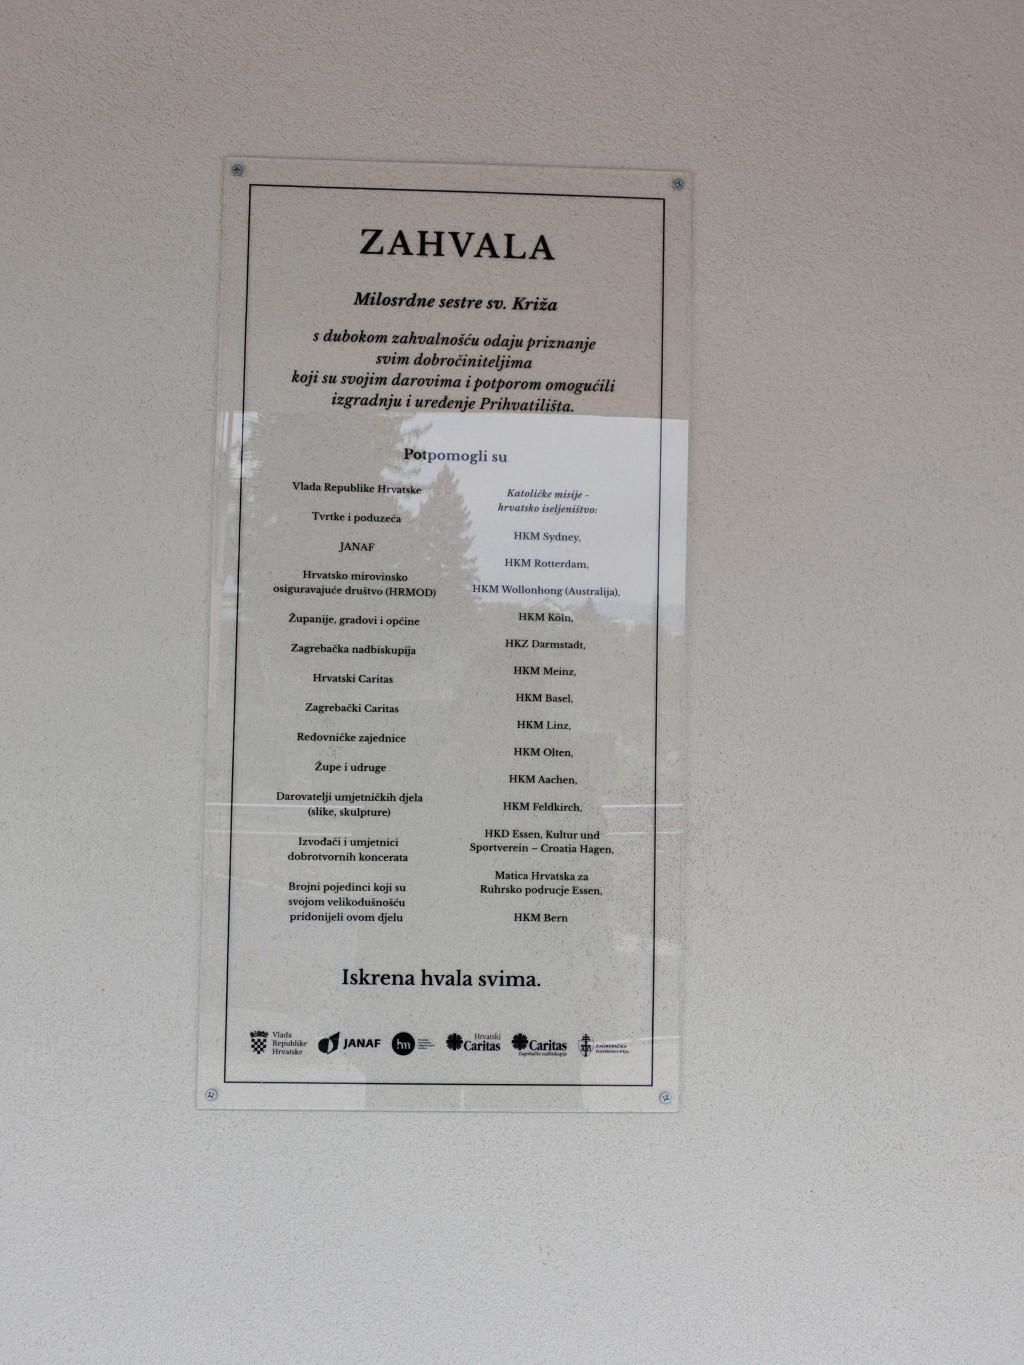 ZAHVALA
Milosrdne sestre sv. Križa
s dubokom zahvalnošću odaju priznanje
svim dobročiniteljima
koji su svojim darovima i potporom omogućili
izgradnju i uređenje Prihvatilišta.
Potpomogli su
Vlada Republike Hrvatske
Tvrtke i poduzeća
JANAF
Hrvatsko mirovinsko
osiguravajuće društvo (HRMOD)
Županije, gradovi i općine
Zagrebačka nadbiskupija
Hrvatski Caritas
Zagrebački Caritas
Redovničke zajednice
Župe i udruge
Darovatelji umjetničkih djela
(slike, skulpture)
Izvođači i umjetnici
dobrotvornih koncerata
Brojni pojedinci koji su
svojom velikodušnošću
pridonijeli ovom djelu
Katoličke misije -
hrvatsko iseljeništvo:
HKM Sydney,
HKM Rotterdam,
HKM Wollonhong (Australija),
HKM Köln,
HKZ Darmstadt,
HKM Meinz,
HKM Basel,
HKM Linz,
HKM Olten,
HKM Aachen,
HKM Feldkirch,
HKD Essen, Kultur und
Sportverein – Croatia Hagen,
Matica Hrvatska za
Ruhrsko podrucje Essen,
HKM Bern
Iskrena hvala svima.
Vlada
Republike
Hrvatske
JANAF
hm
Hrvatski
Caritas
Caritas
Zagrebačke nadbiskupije
ZAGREBAČKA
NADBISKUPIJA